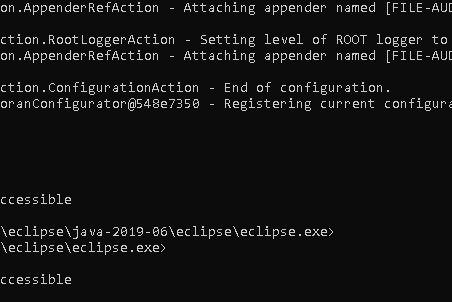 on.AppenderRefAction - Attaching appender named [FILE-AUD
ction.RootLoggerAction - Setting level of ROOT logger to
on.AppenderRefAction - Attaching appender named [FILE-AUD
ction.ConfigurationAction - End of configuration.
oranConfigurator@548e7350 - Registering current configura
ccessible
\eclipse\java-2019-06\eclipse\eclipse.exe>
\eclipse\eclipse.exe>
ccessible